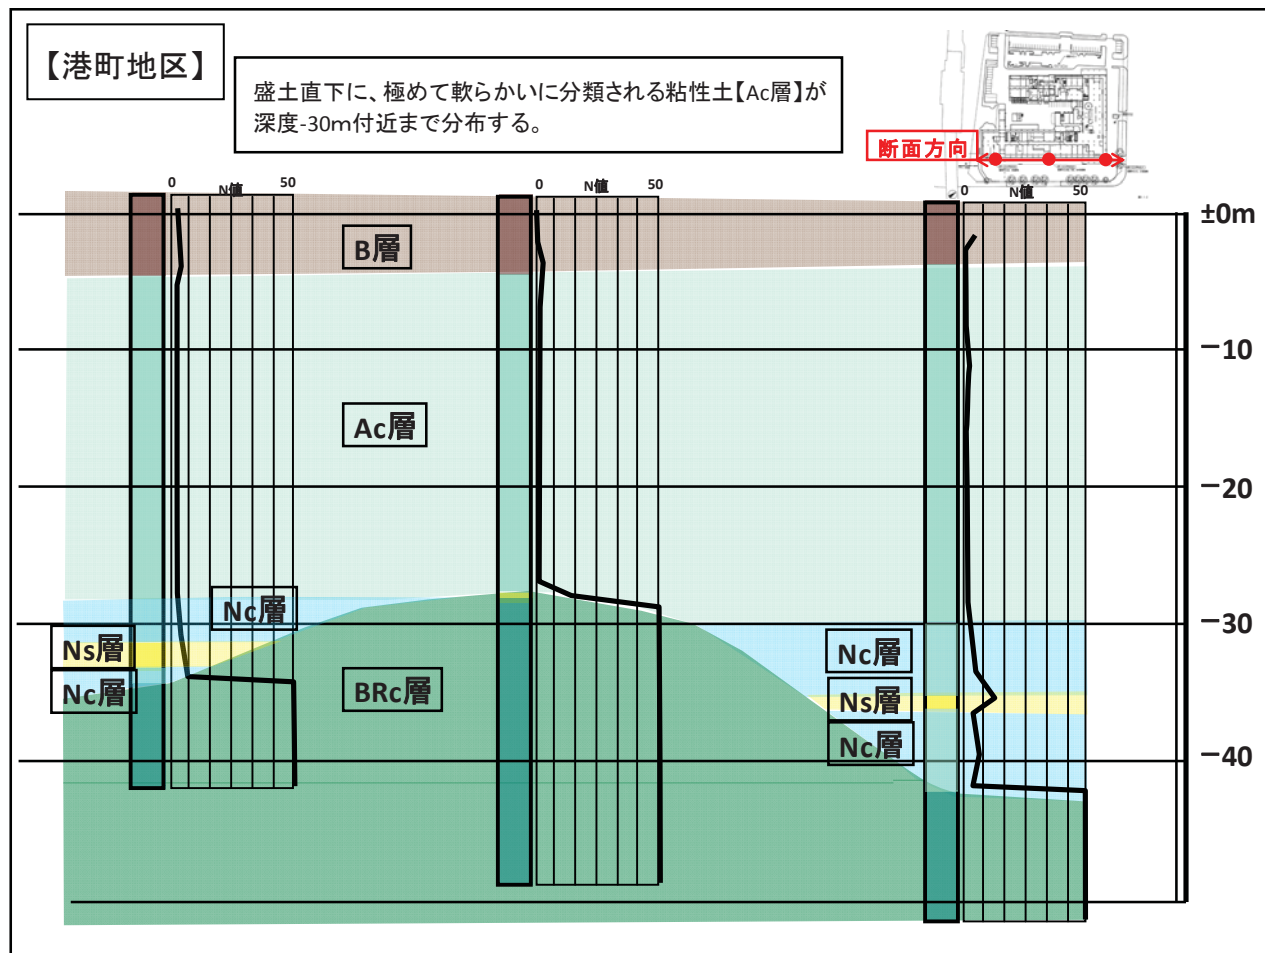 【港町地区】
盛土直下に、極めて軟らかいに分類される粘性土【Ac層】が
深度-30m付近まで分布する。
断面方向
0 N値 50
0 N値 50
0 N値 50
±0m
B層
−10
Ac層
−20
Nc層
−30
Ns層
Nc層
Nc層
BRc層
Ns層
Nc層
−40